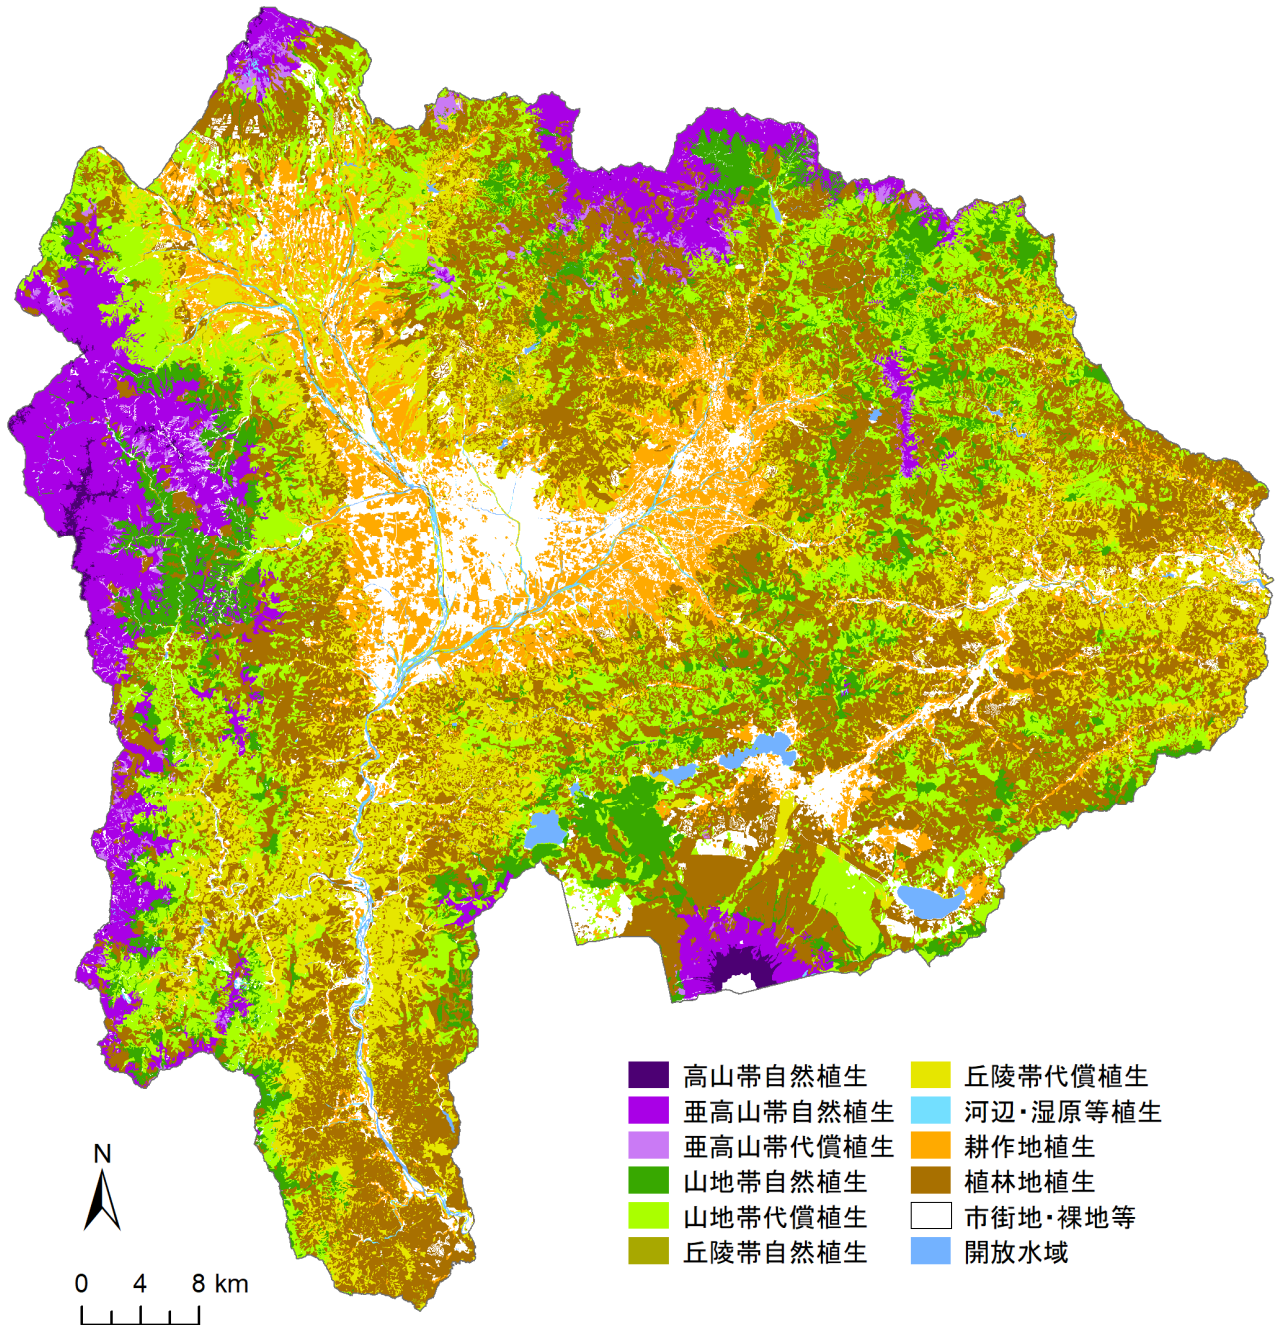 高山帯自然植生
亜高山帯自然植生
亜高山帯代償植生
山地帯自然植生
山地帯代償植生
丘陵帯自然植生
丘陵帯代償植生
河辺・湿原等植生
耕作地植生
植林地植生
市街地・裸地等
開放水域
N
0 4 8 km